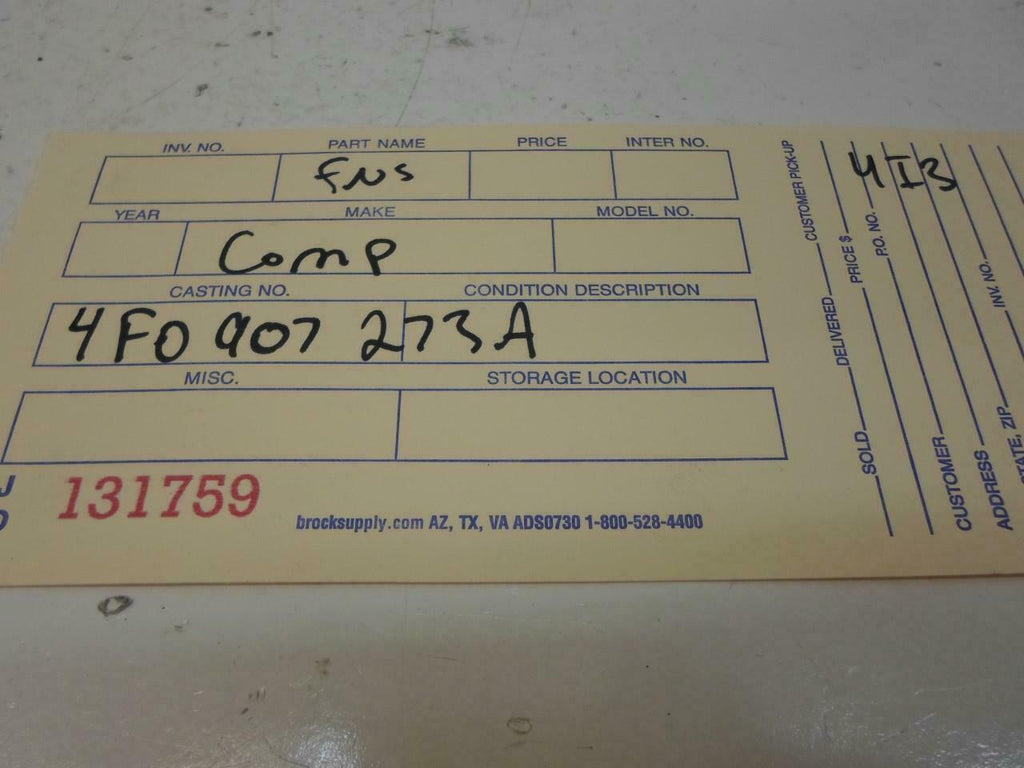 INV. NO. PART NAME PRICE INTER NO.
FNS
YEAR MAKE MODEL NO.
Comp
CASTING NO. CONDITION DESCRIPTION
4F0 907 273A
MISC. STORAGE LOCATION
131759
brocksupply.com AZ, TX, VA ADS0730 1-800-528-4400
CUSTOMER PICK-UP
DELIVERED
SOLD
4I3
PRICE $
P.O. NO.
CUSTOMER
INV. NO.
ADDRESS
STATE, ZIP